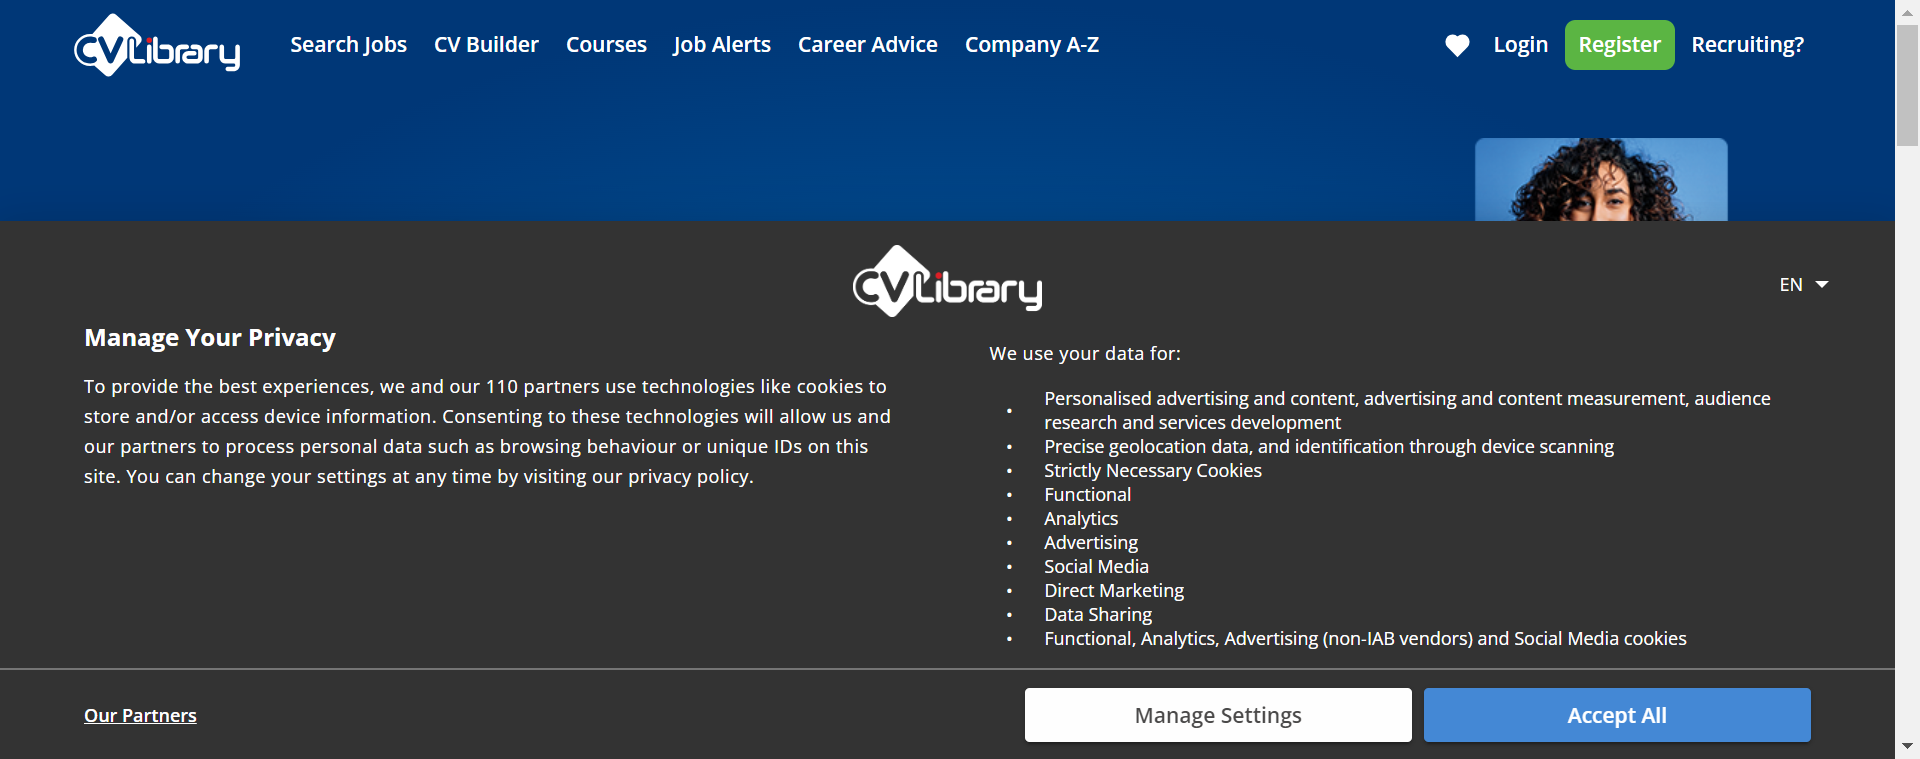 CVLibrary
Search Jobs
CV Builder
Courses
Job Alerts
Career Advice
Company A-Z
Login
Register
Recruiting?
CVLibrary
EN
Manage Your Privacy
To provide the best experiences, we and our 110 partners use technologies like cookies to
store and/or access device information. Consenting to these technologies will allow us and
our partners to process personal data such as browsing behaviour or unique IDs on this
site. You can change your settings at any time by visiting our privacy policy.
We use your data for:
• Personalised advertising and content, advertising and content measurement, audience
research and services development
• Precise geolocation data, and identification through device scanning
• Strictly Necessary Cookies
• Functional
• Analytics
• Advertising
• Social Media
• Direct Marketing
• Data Sharing
• Functional, Analytics, Advertising (non-IAB vendors) and Social Media cookies
Our Partners
Manage Settings
Accept All